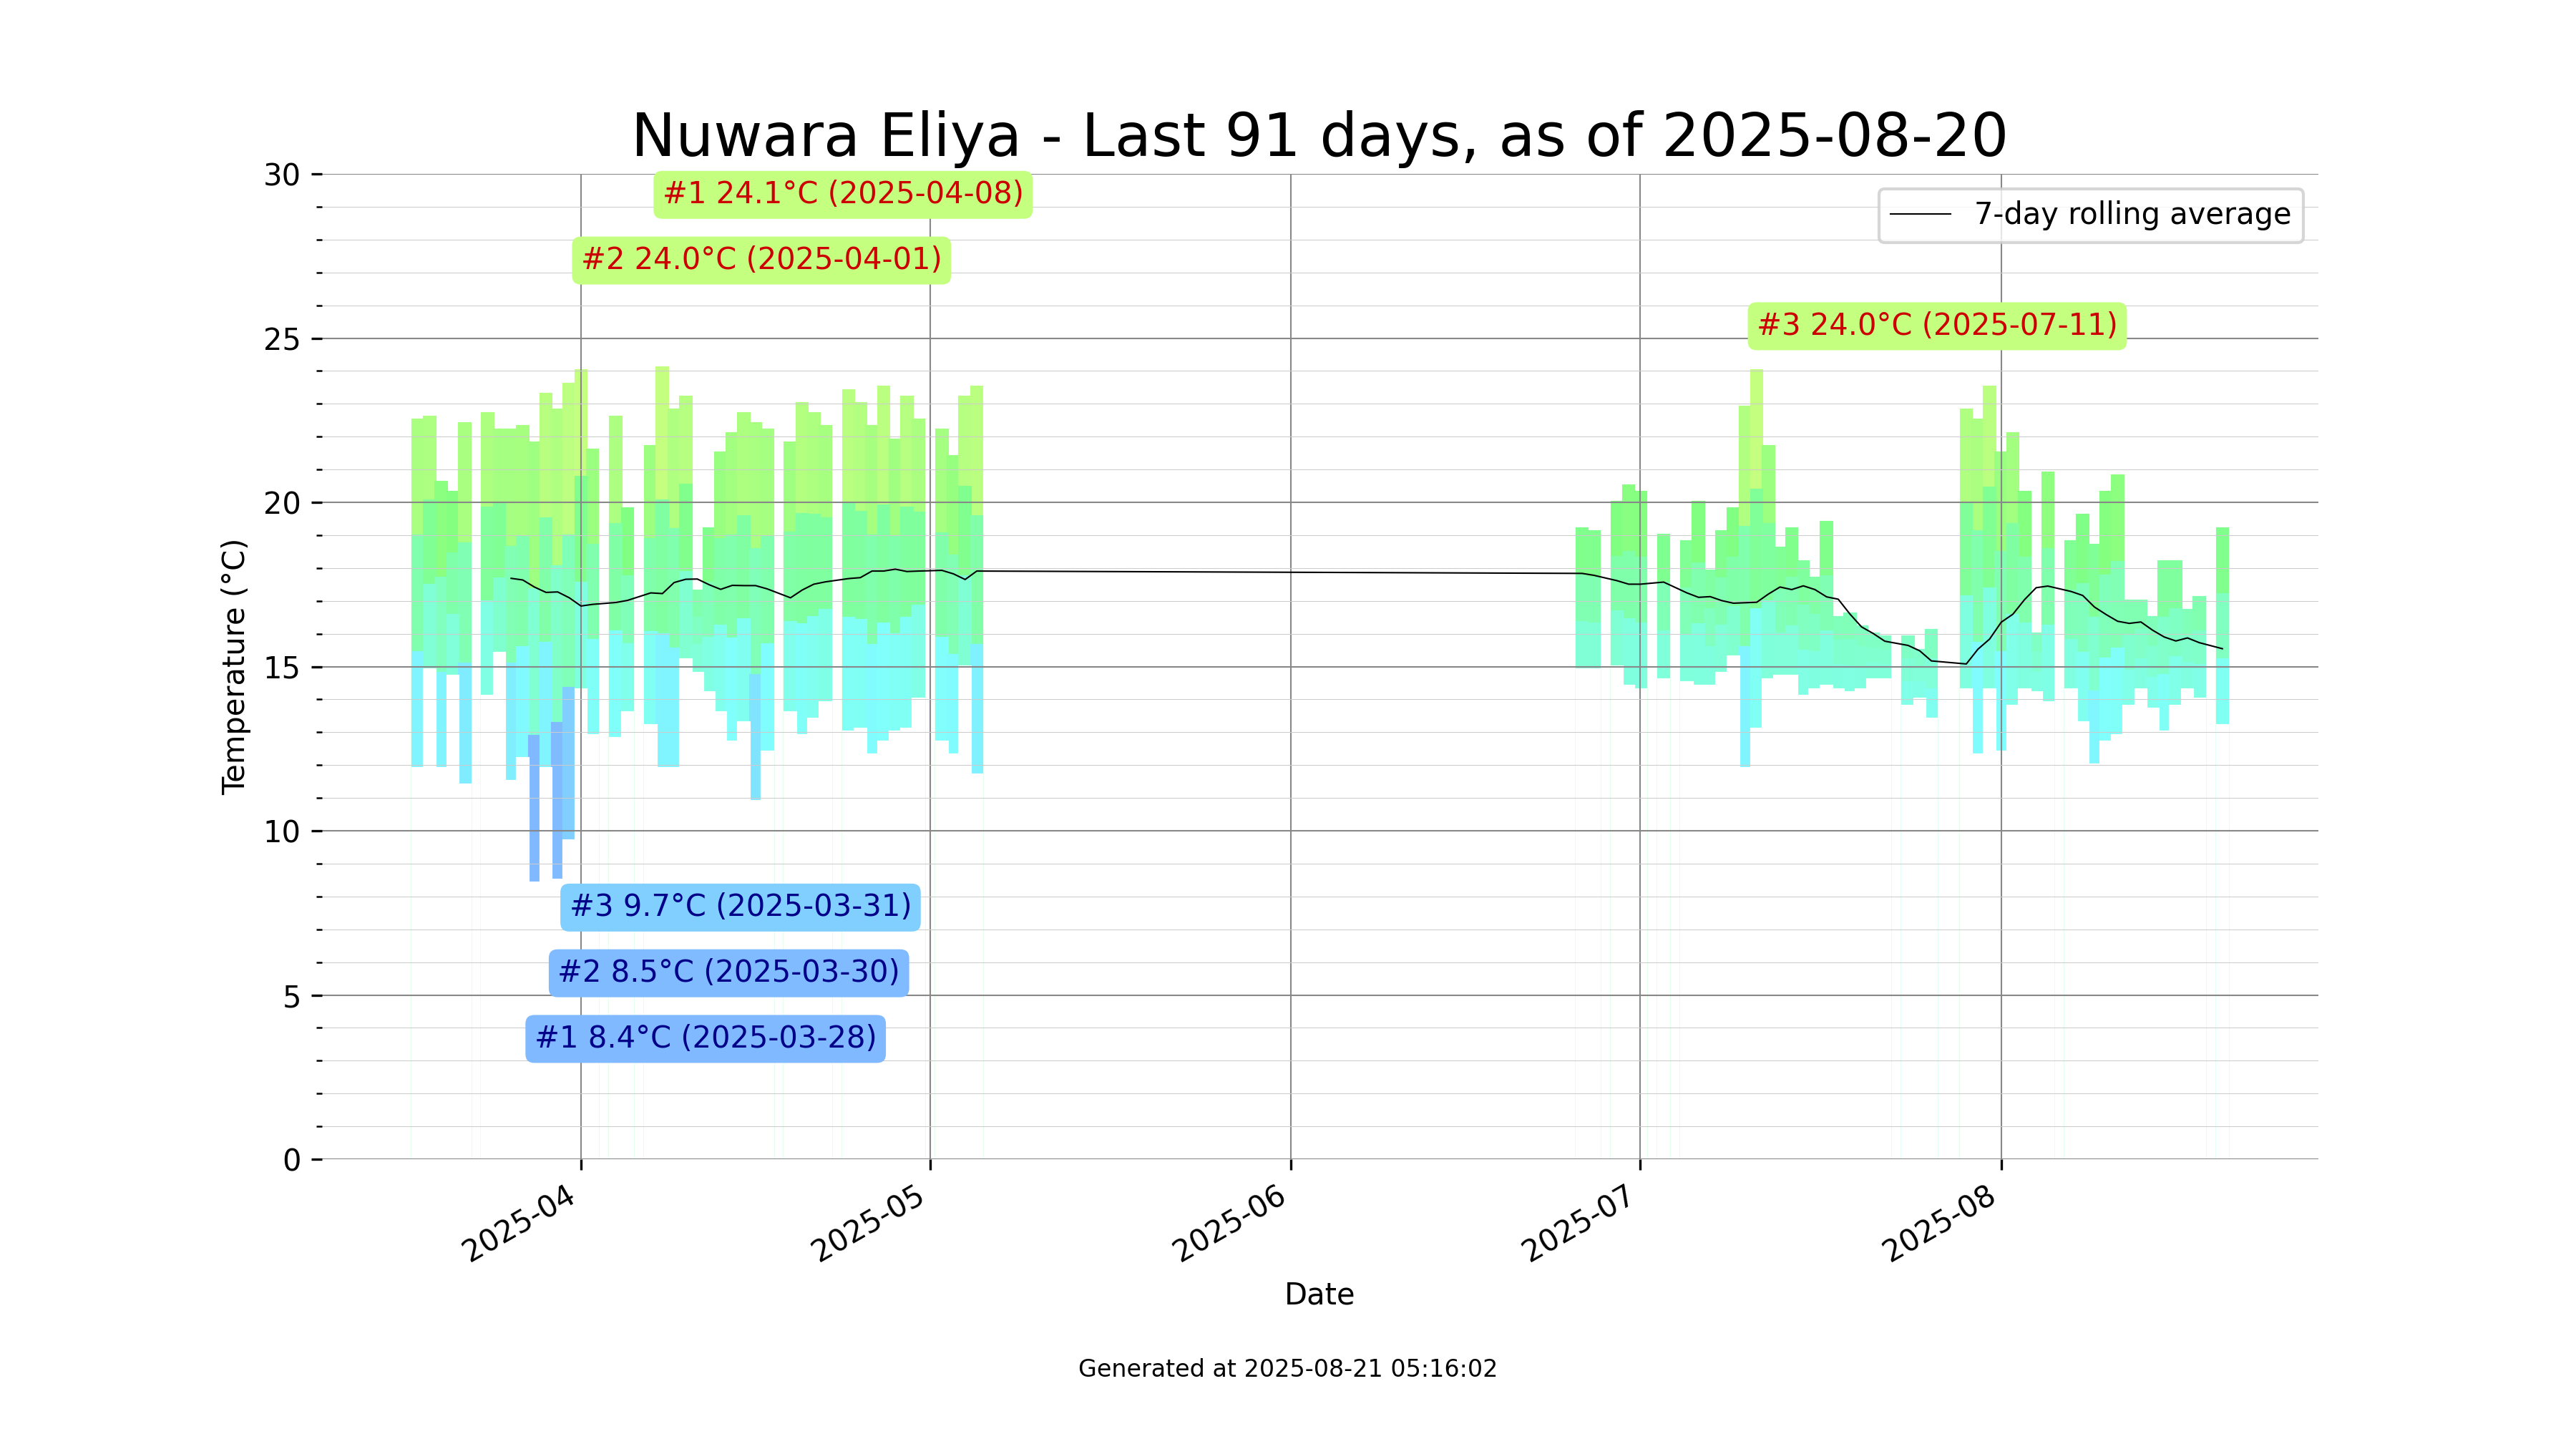 Nuwara Eliya - Last 91 days, as of 2025-08-20
30
#1 24.1°C (2025-04-08)
7-day rolling average
#2 24.0°C (2025-04-01)
#3 24.0°C (2025-07-11)
25
20
Temperature (°C)
15
10
#3 9.7°C (2025-03-31)
#2 8.5°C (2025-03-30)
5
#1 8.4°C (2025-03-28)
0
2025-04
2025-05
2025-06
2025-07
2025-08
Date
Generated at 2025-08-21 05:16:02